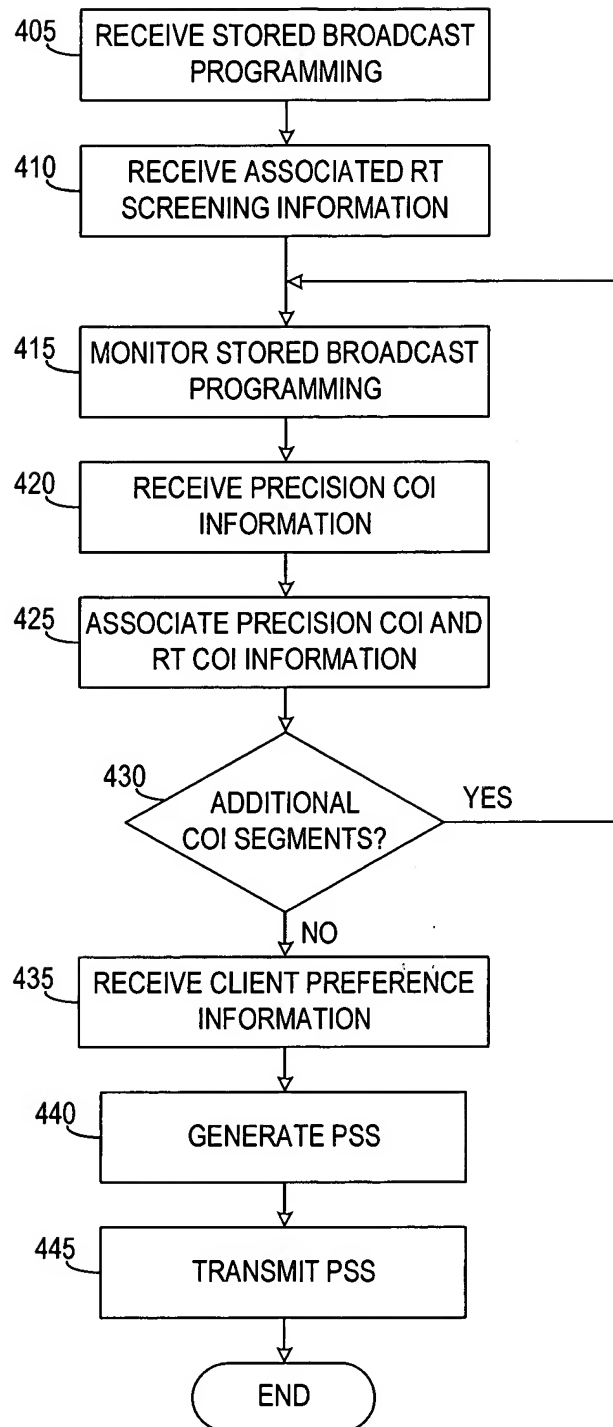 405
RECEIVE STORED BROADCAST
PROGRAMMING
410
RECEIVE ASSOCIATED RT
SCREENING INFORMATION
415
MONITOR STORED BROADCAST
PROGRAMMING
420
RECEIVE PRECISION COI
INFORMATION
425
ASSOCIATE PRECISION COI AND
RT COI INFORMATION
430
ADDITIONAL
COI SEGMENTS?
YES
NO
435
RECEIVE CLIENT PREFERENCE
INFORMATION
440
GENERATE PSS
445
TRANSMIT PSS
END